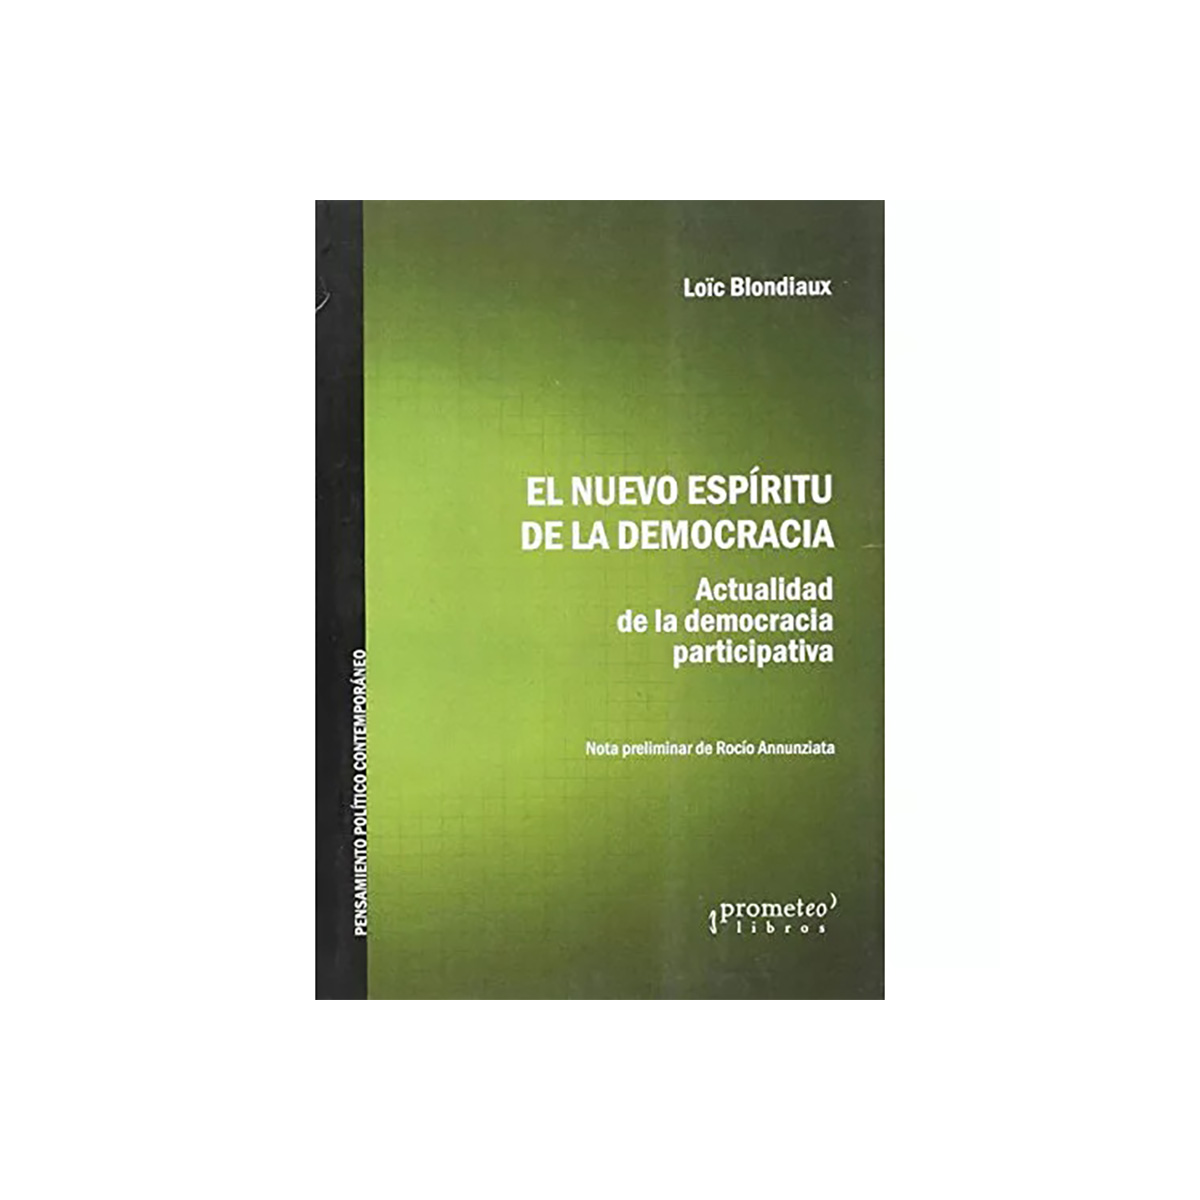 Loïc Blondiaux
EL NUEVO ESPÍRITU
DE LA DEMOCRACIA
Actualidad
de la democracia
participativa
Nota preliminar de Rocío Annunziata
prometeo
libros
PENSAMIENTO POLÍTICO CONTEMPORÁNEO